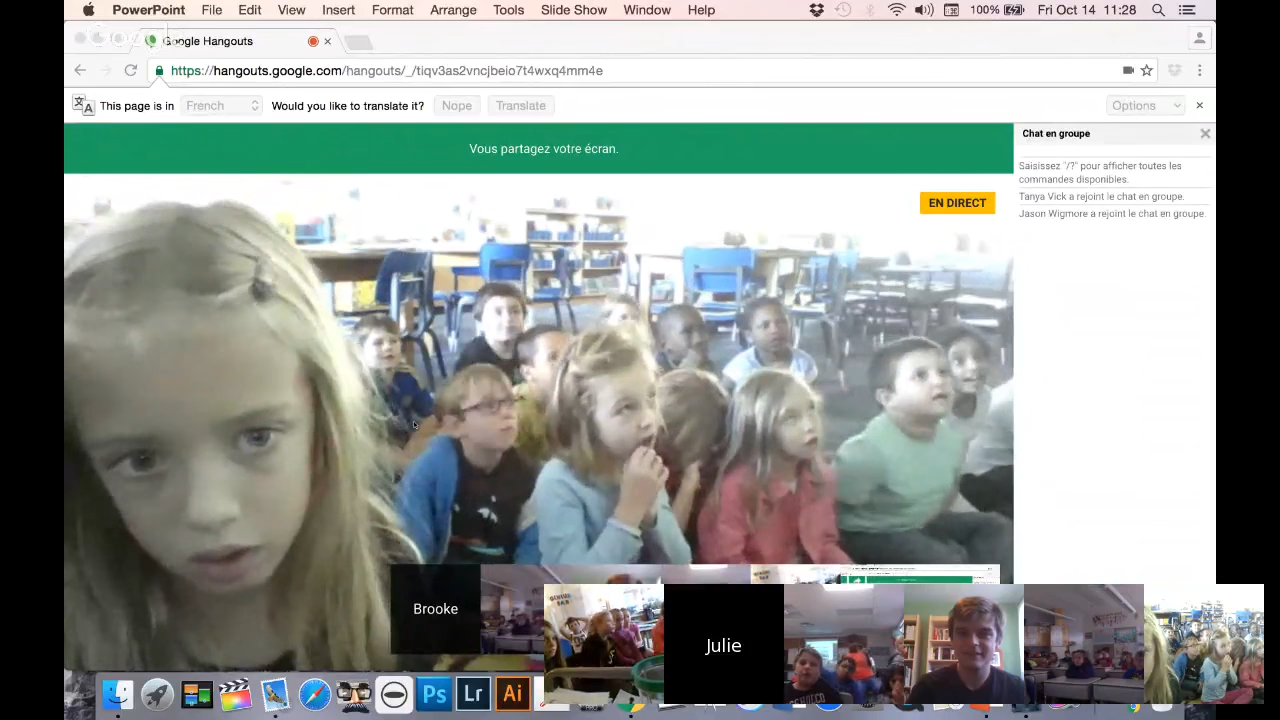 PowerPoint File Edit View Insert Format Arrange Tools Slide Show Window Help 100% Fri Oct 14 11:28
Google Hangouts
https://hangouts.google.com/hangouts/_/tiqv3as2vncjbeio7t4wxq4mm4e
This page is in French Would you like to translate it? Nope Translate Options
Vous partagez votre écran.
Chat en groupe
EN DIRECT
Saisissez "/?" pour afficher toutes les
commandes disponibles.
Tanya Vick a rejoint le chat en groupe.
Jason Wigmore a rejoint le chat en groupe.
Brooke
Julie
Ps Lr Ai